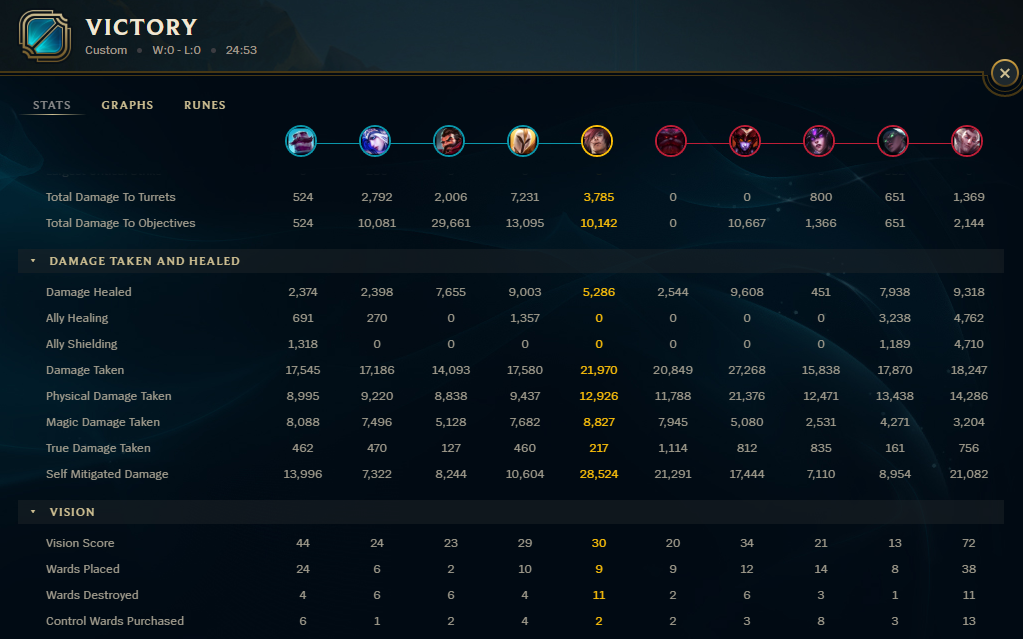 VICTORY
Custom • W:0 - L:0 • 24:53
STATS GRAPHS RUNES
Total Damage To Turrets 524 2,792 2,006 7,231 3,785 0 0 800 651 1,369
Total Damage To Objectives 524 10,081 29,661 13,095 10,142 0 10,667 1,366 651 2,144
DAMAGE TAKEN AND HEALED
Damage Healed 2,374 2,398 7,655 9,003 5,286 2,544 9,608 451 7,938 9,318
Ally Healing 691 270 0 1,357 0 0 0 0 3,238 4,762
Ally Shielding 1,318 0 0 0 0 0 0 0 1,189 4,710
Damage Taken 17,545 17,186 14,093 17,580 21,970 20,849 27,268 15,838 17,870 18,247
Physical Damage Taken 8,995 9,220 8,838 9,437 12,926 11,788 21,376 12,471 13,438 14,286
Magic Damage Taken 8,088 7,496 5,128 7,682 8,827 7,945 5,080 2,531 4,271 3,204
True Damage Taken 462 470 127 460 217 1,114 812 835 161 756
Self Mitigated Damage 13,996 7,322 8,244 10,604 28,524 21,291 17,444 7,110 8,954 21,082
VISION
Vision Score 44 24 23 29 30 20 34 21 13 72
Wards Placed 24 6 2 10 9 9 12 14 8 38
Wards Destroyed 4 6 6 4 11 2 6 3 1 11
Control Wards Purchased 6 1 2 4 2 2 3 8 3 13